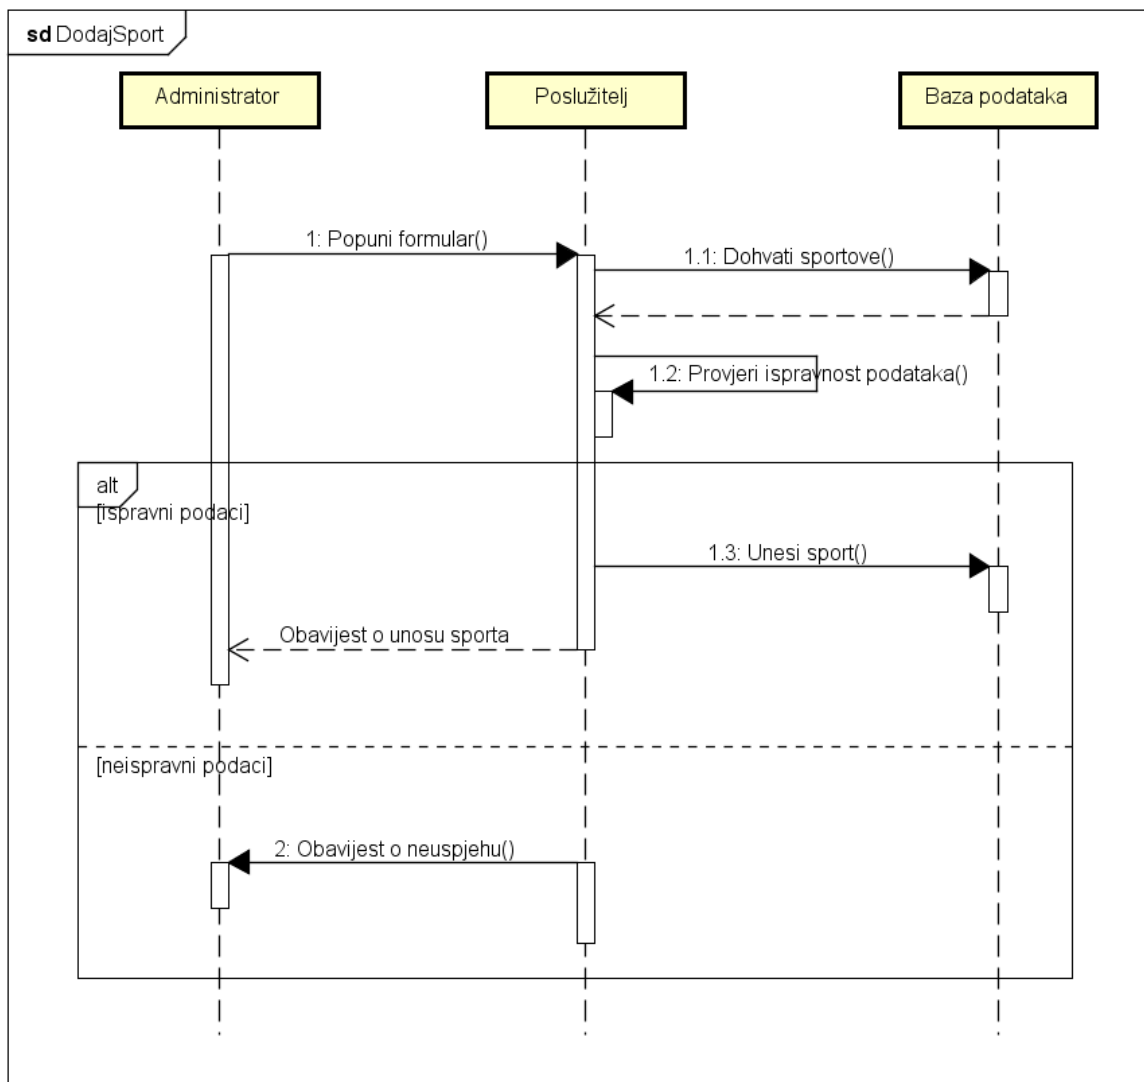 sd DodajSport
Administrator
Poslužitelj
Baza podataka
1: Popuni formular()
1.1: Dohvati sportove()
1.2: Provjeri ispravnost podataka()
alt
[ispravni podaci]
1.3: Unesi sport()
Obavijest o unosu sporta
[neispravni podaci]
2: Obavijest o neuspjehu()